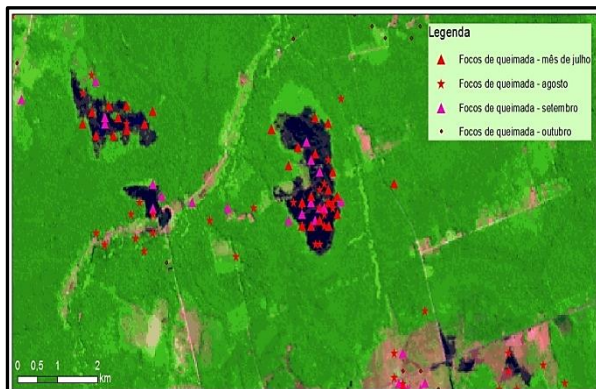 Legenda
Focos de queimada - mês de julho
Focos de queimada - agosto
Focos de queimada - setembro
Focos de queimada - outubro
0 0,5 1 2
km